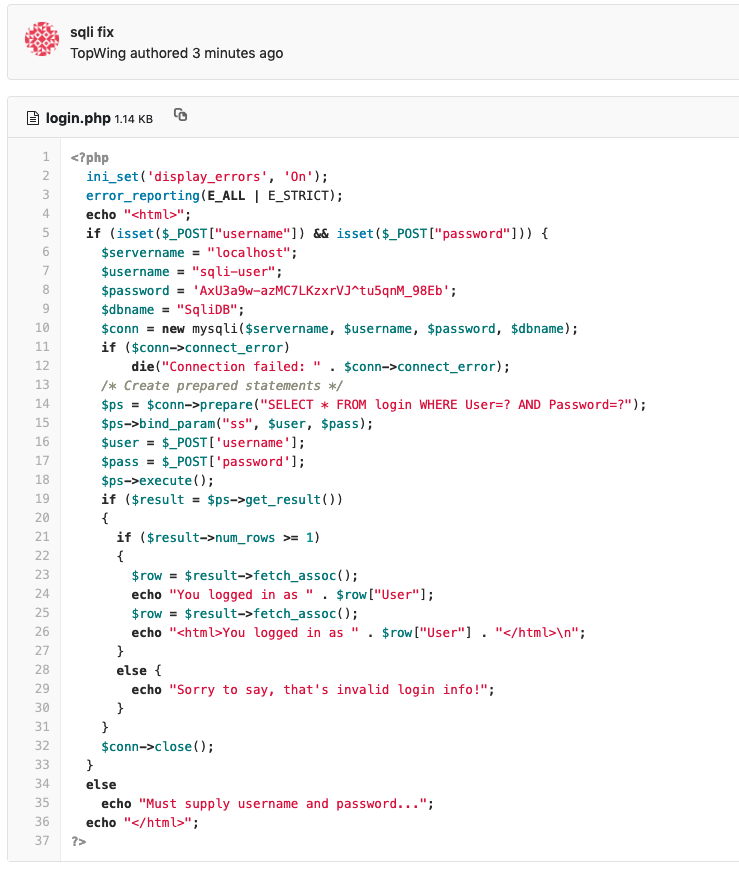 sqli fix
TopWing authored 3 minutes ago
login.php 1.14 KB
1 <?php
2   ini_set('display_errors', 'On');
3   error_reporting(E_ALL | E_STRICT);
4   echo "<html>";
5   if (isset($_POST["username"]) && isset($_POST["password"])) {
6     $servername = "localhost";
7     $username = "sqli-user";
8     $password = 'AxU3a9w-azMC7LKzxrVJ^tu5qnM_98Eb';
9     $dbname = "SqliDB";
10     $conn = new mysqli($servername, $username, $password, $dbname);
11     if ($conn->connect_error)
12         die("Connection failed: " . $conn->connect_error);
13     /* Create prepared statements */
14     $ps = $conn->prepare("SELECT * FROM login WHERE User=? AND Password=?");
15     $ps->bind_param("ss", $user, $pass);
16     $user = $_POST['username'];
17     $pass = $_POST['password'];
18     $ps->execute();
19     if ($result = $ps->get_result())
20     {
21       if ($result->num_rows >= 1)
22       {
23         $row = $result->fetch_assoc();
24         echo "You logged in as " . $row["User"];
25         $row = $result->fetch_assoc();
26         echo "<html>You logged in as " . $row["User"] . "</html>\n";
27       }
28       else {
29         echo "Sorry to say, that's invalid login info!";
30       }
31     }
32     $conn->close();
33   }
34   else
35     echo "Must supply username and password...";
36   echo "</html>";
37 ?>